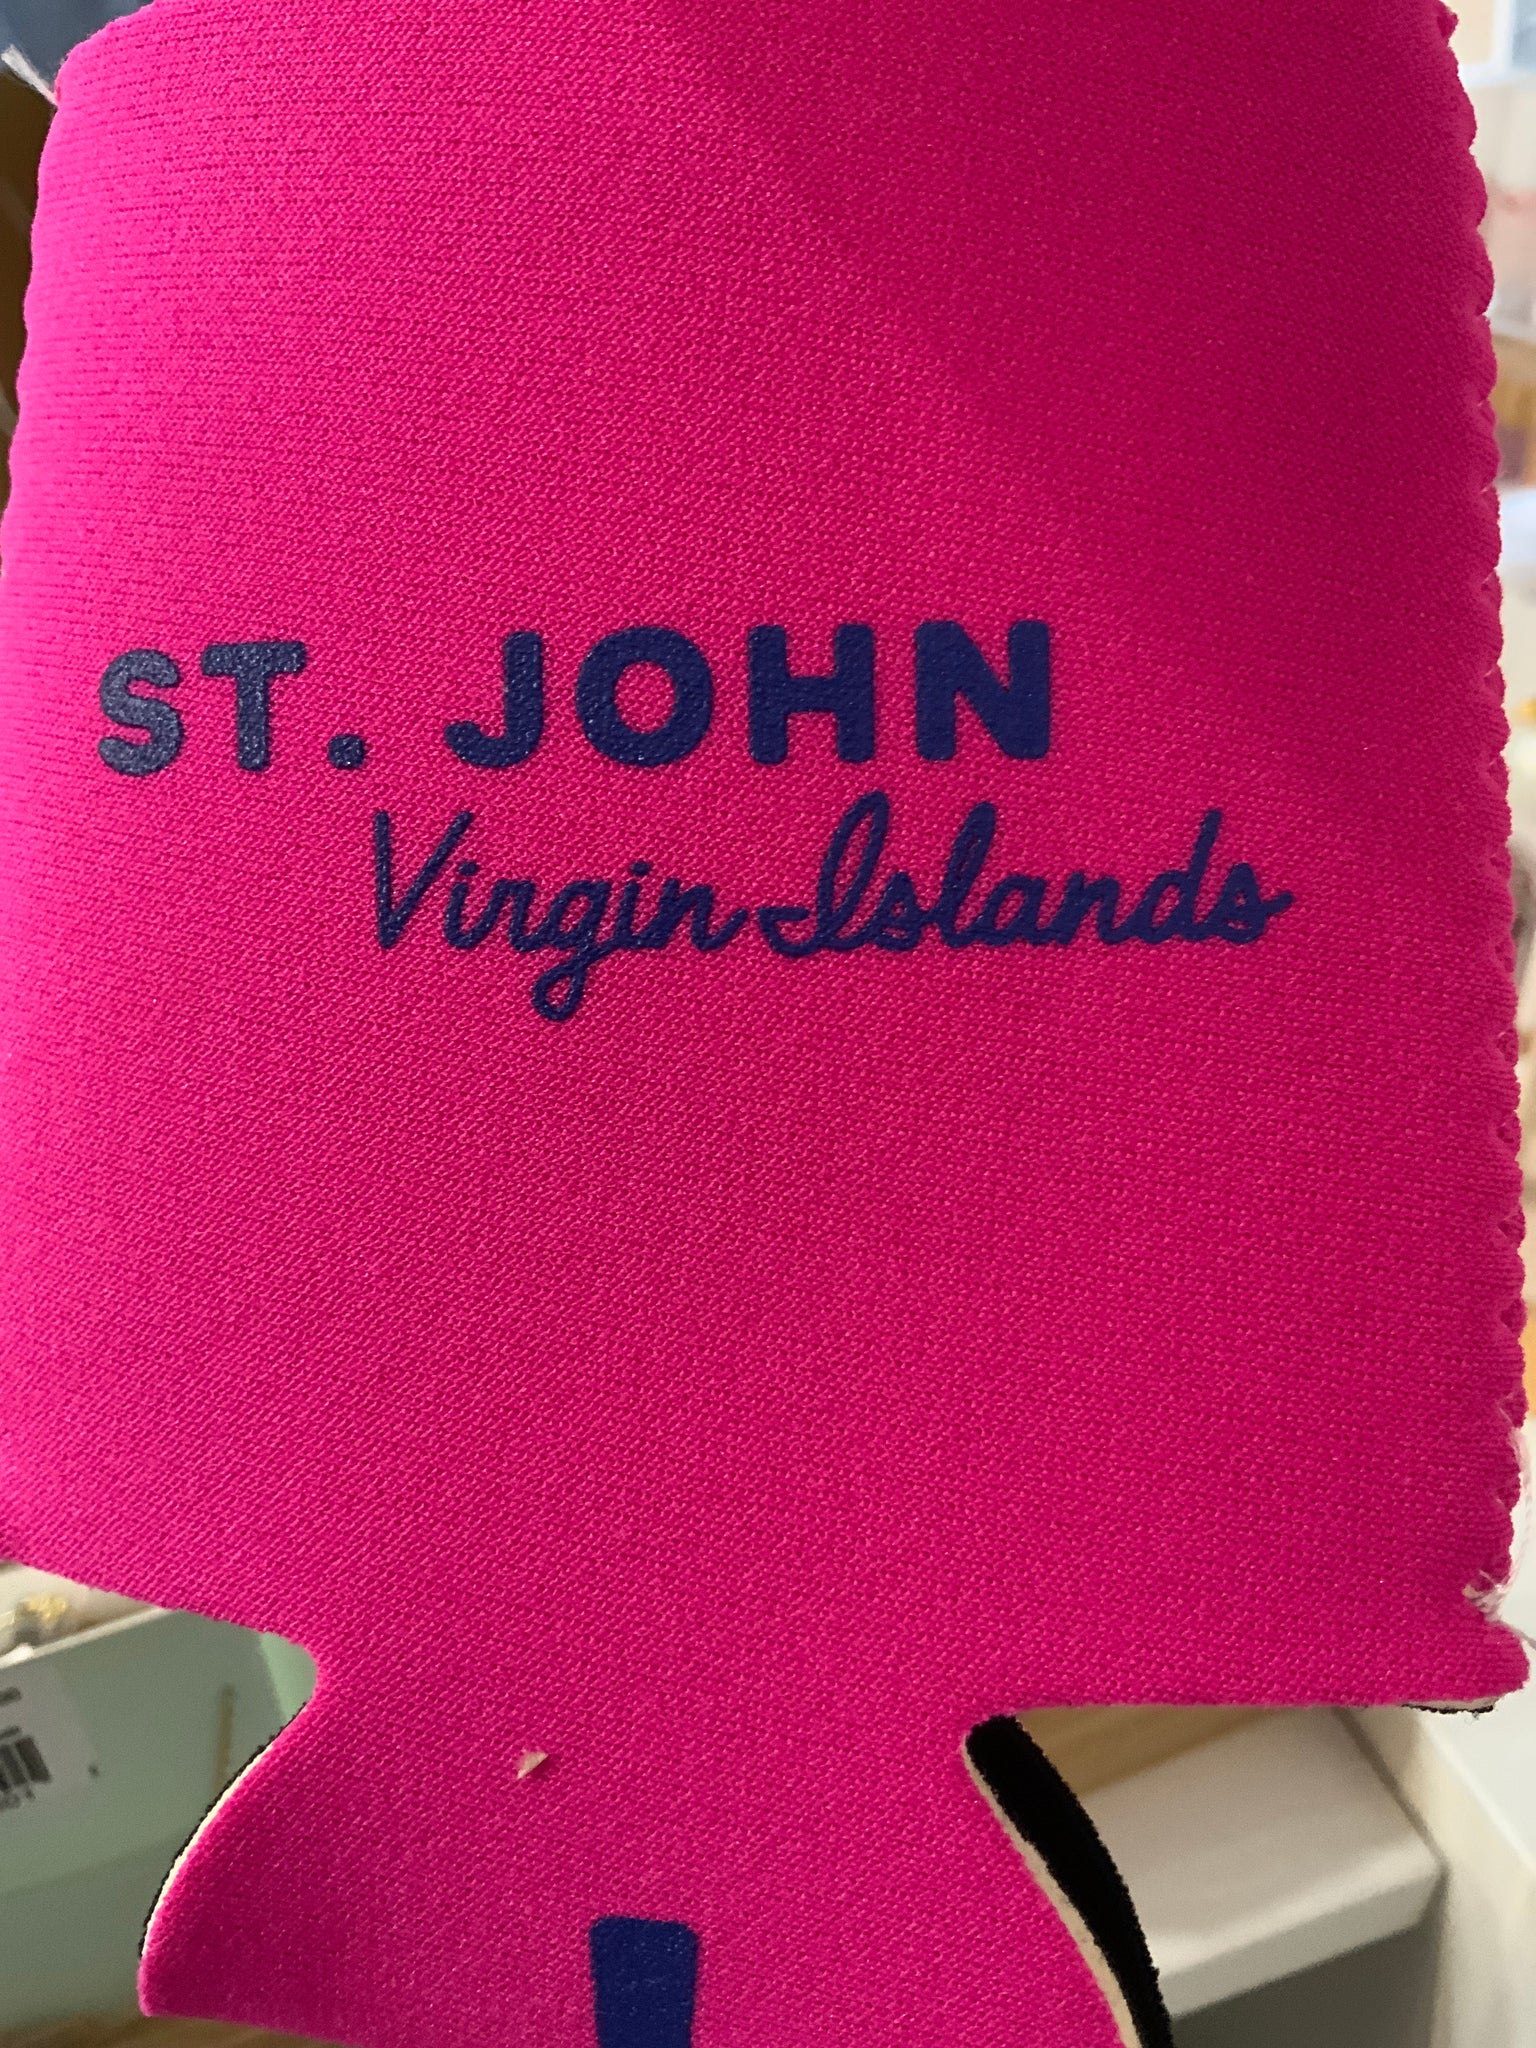 ST. JOHN
Virgin Islands